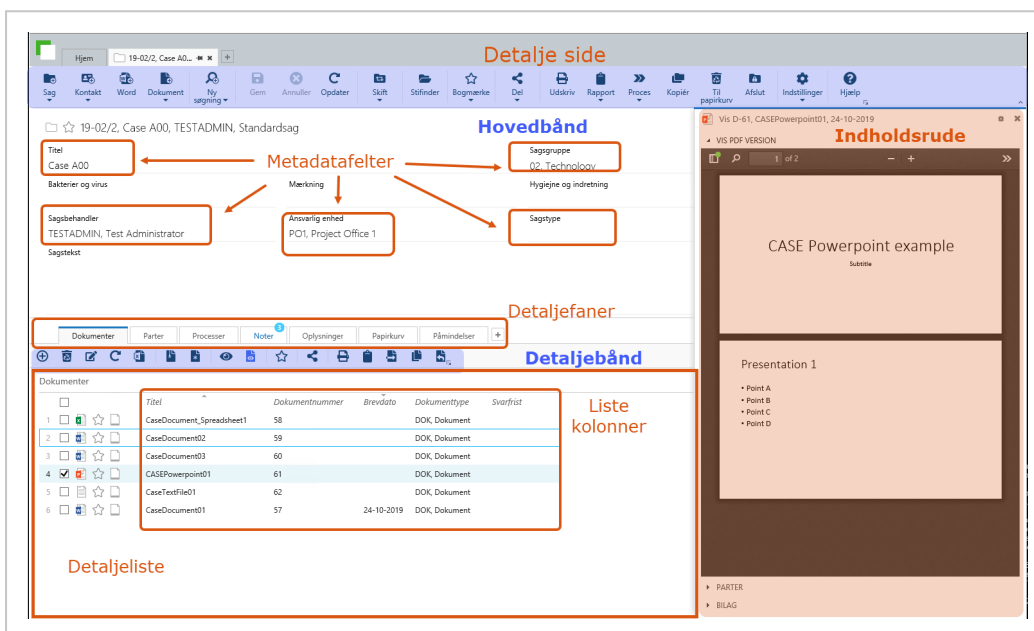 Detalje side
Hjem
19-02/2, Case A0...
Sag
Kontakt
Word
Dokument
Ny søgning
Gem
Annuller
Opdater
Skift
Stifinder
Bogmærke
Del
Udskriv
Rapport
Proces
Kopiér
Til papirkurv
Afslut
Indstillinger
Hjælp
19-02/2, Case A00, TESTADMIN, Standardsag
Hovedbånd
Titel
Case A00
Metadatafelter
Sagsgruppe
02, Technology
Bakterier og virus
Mærkning
Hygiejne og indretning
Sagsbehandler
TESTADMIN, Test Administrator
Ansvarlig enhed
PO1, Project Office 1
Sagstype
Sagstekst
Detaljefaner
Dokumenter
Parter
Processer
Noter
3
Oplysninger
Papirkurv
Påmindelser
Detaljebånd
Dokumenter
Titel Dokumentnummer Brevdato Dokumenttype Svarfrist
1 CaseDocument_Spreadsheet1 58 DOK, Dokument
2 CaseDocument02 59 DOK, Dokument
3 CaseDocument03 60 DOK, Dokument
4 CASEPowerpoint01 61 DOK, Dokument
5 CaseTextFile01 62 DOK, Dokument
6 CaseDocument01 57 24-10-2019 DOK, Dokument
Liste
kolonner
Detaljeliste
Vis D-61, CASEPowerpoint01, 24-10-2019
VIS PDF VERSION
Indholdsrude
1 of 2
CASE Powerpoint example
Subtitle
Presentation 1
• Point A
• Point B
• Point C
• Point D
PARTER
BILAG